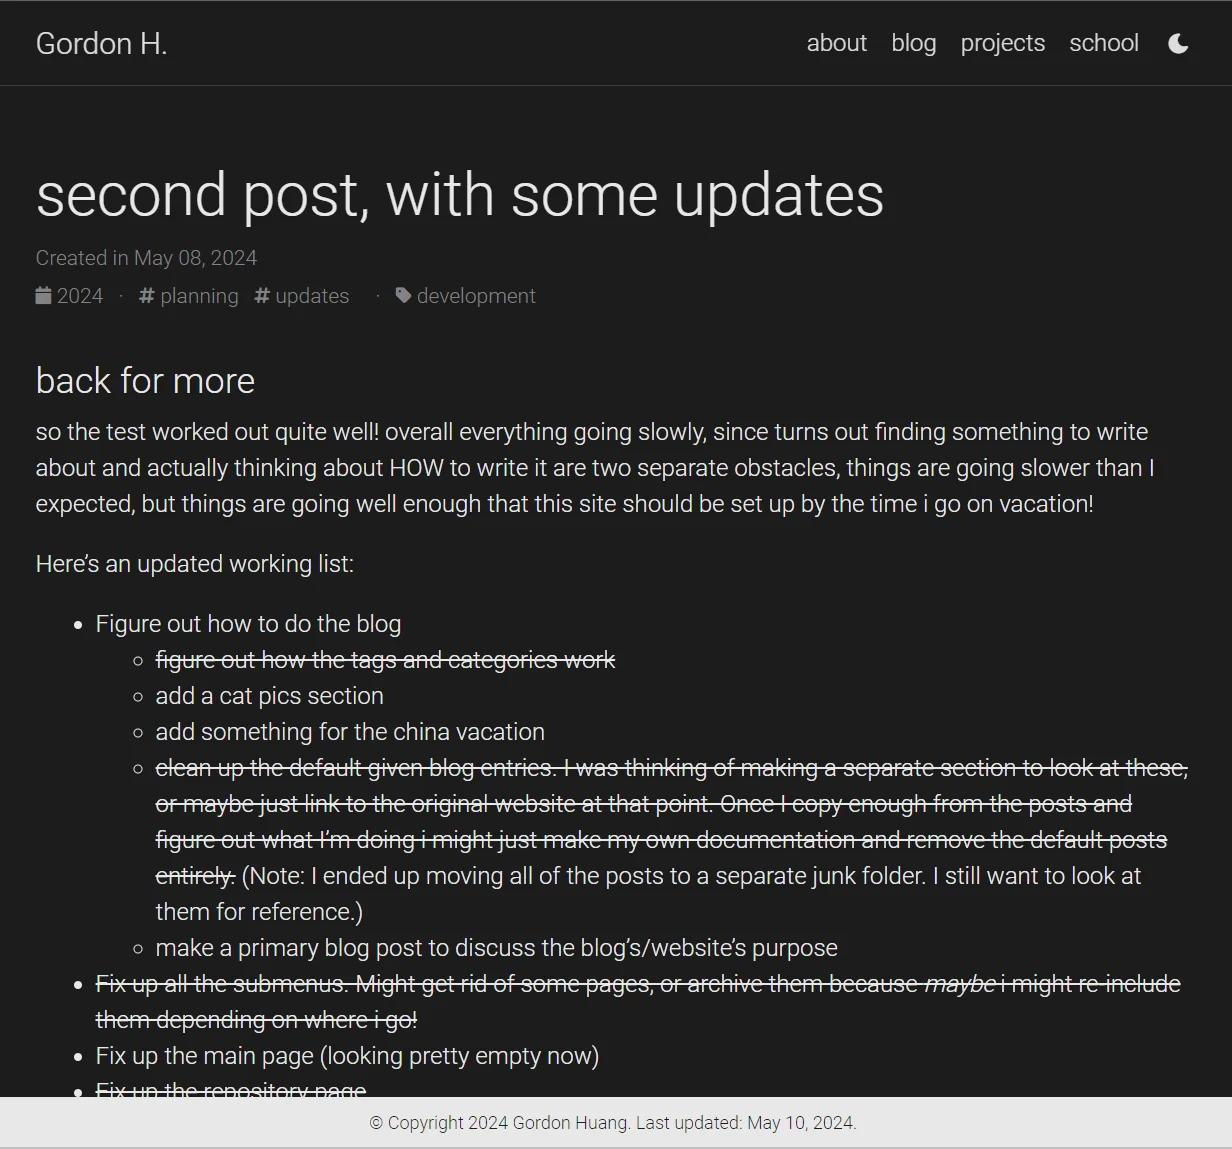 Gordon H.
about blog projects school
second post, with some updates
Created in May 08, 2024
2024 · # planning # updates · development
back for more
so the test worked out quite well! overall everything going slowly, since turns out finding something to write
about and actually thinking about HOW to write it are two separate obstacles, things are going slower than I
expected, but things are going well enough that this site should be set up by the time i go on vacation!
Here’s an updated working list:
• Figure out how to do the blog
◦ figure out how the tags and categories work
◦ add a cat pics section
◦ add something for the china vacation
◦ clean up the default given blog entries. I was thinking of making a separate section to look at these,
or maybe just link to the original website at that point. Once I copy enough from the posts and
figure out what I’m doing i might just make my own documentation and remove the default posts
entirely. (Note: I ended up moving all of the posts to a separate junk folder. I still want to look at
them for reference.)
◦ make a primary blog post to discuss the blog’s/website’s purpose
• Fix up all the submenus. Might get rid of some pages, or archive them because maybe i might re-include
them depending on where i go!
• Fix up the main page (looking pretty empty now)
• Fix up the repository page
© Copyright 2024 Gordon Huang. Last updated: May 10, 2024.